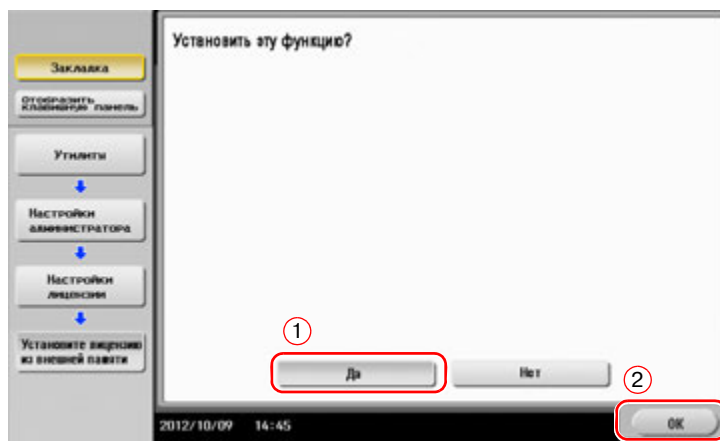 Установить эту функцию?
Закладка
Отобразить
клавишную панель
Утилиты
Настройки
администратора
Настройки
лицензии
Установите лицензию
из внешней памяти
①
Да
Нет
②
2012/10/09 14:45
OK